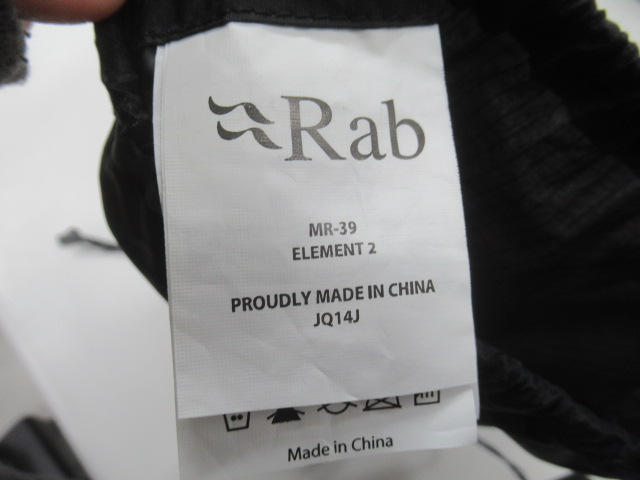 Rab
MR-39
ELEMENT 2
PROUDLY MADE IN CHINA
JQ14J
Made in China